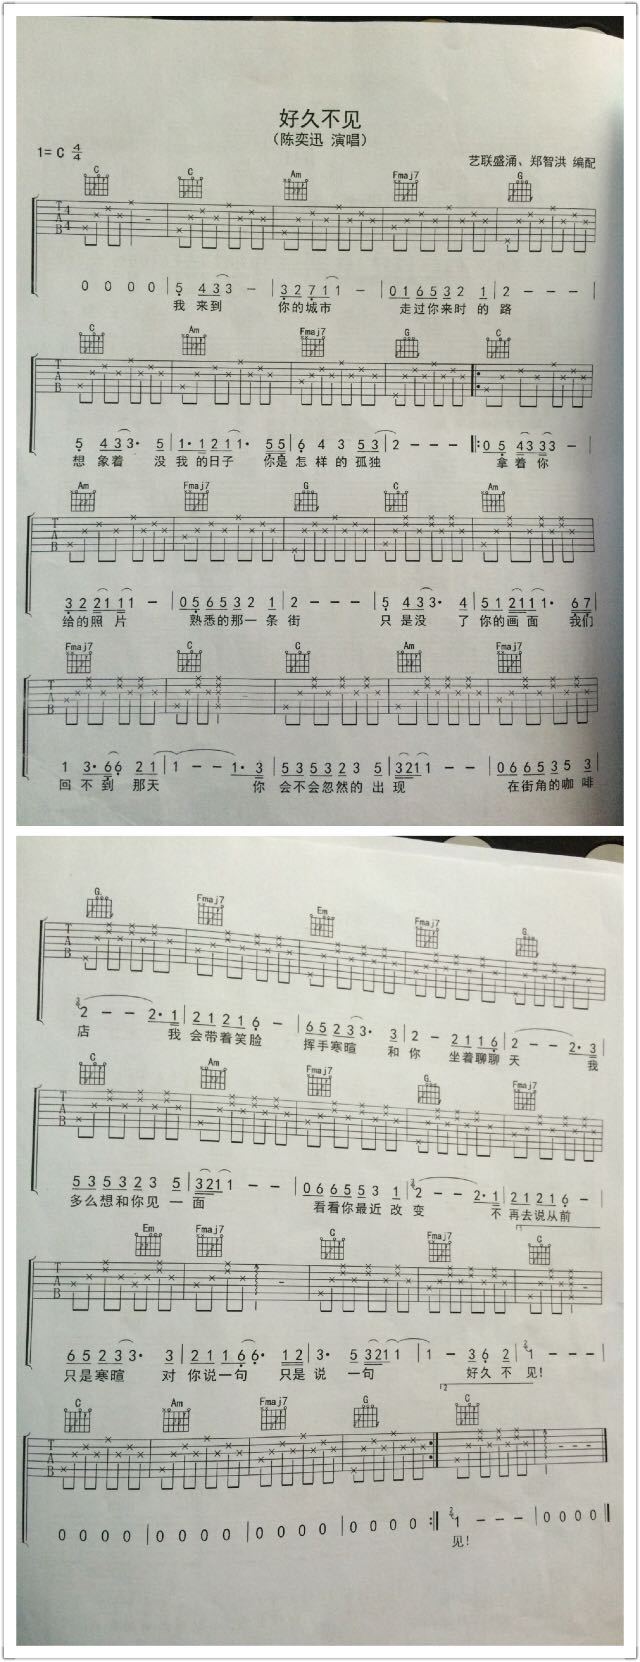 好久不见
（陈奕迅 演唱）
1= C 4/4
艺联盛涌、郑智洪 编配
C C Am Fmaj7 G
T A B 4 4
0 0 0 0 | 5 4 3 3 - | 3 2 7 1 1 - | 0 1 6 5 3 2 1 | 2 - - - |
我 来到 你的城市 走过你来时 的 路
C Am Fmaj7 G C
T A B
5 4 3 3· 5 | 1· 1 2 1 1· 5 5 | 6 4 3 5 3 | 2 - - - ‖: 0 5 4 3 3 3 - |
想 象着 没 我 的日子 你是 怎 样 的 孤独 拿 着 你
Am Fmaj7 G C Am
T A B
3 2 2 2 1 1 1 - | 0 5 6 5 3 2 1 | 2 - - - | 5 4 3 3· 4 | 5 1 2 1 1 1· 6 7 |
给的照 片 熟悉的那一 条 街 只 是没 了 你的 画面 我们
Fmaj7 C C Am Fmaj7
T A B
1 3· 6 6 2 1 | 1 - - 1· 3 | 5 3 5 3 2 3 5 | 3 2 1 1 - - | 0 6 6 5 3 5 3
回 不 到 那天 你 会不会忽然的 出 现 在街角的咖 啡
G Fmaj7 Em Fmaj7 G
T A B
2 - - 2· 1 | 2 1 2 1 6 - | 6 5 2 3 3· 3 | 2 - 2 1 1 6 | 2 - - 2· 3 |
店 我 会带着笑脸 挥手寒暄 和 你 坐着聊聊 天 我
C Am Fmaj7 G Fmaj7
T A B
5 3 5 3 2 3 5 | 3 2 1 1 - - | 0 6 6 5 5 3 1 | 2 - - 2· 1 | 2 1 2 1 6 - |
多么想和你见 一 面 看看你最近 改 变 不 再去说从前
Em Fmaj7 C Fmaj7 C
T A B
6 5 2 3 3· 3 | 2 1 1 6 6· 1 2 | 3· 5 3 2 1 1 | 1 - 3 6 2 | 1 - - - |
只是寒暄 对 你说一句 只是 说 一句 好久 不 见!
C Am Fmaj7 G C
T A B
0 0 0 0 | 0 0 0 0 | 0 0 0 0 | 0 0 0 0 :‖ 1 - - - | 0 0 0 0 ‖
见!